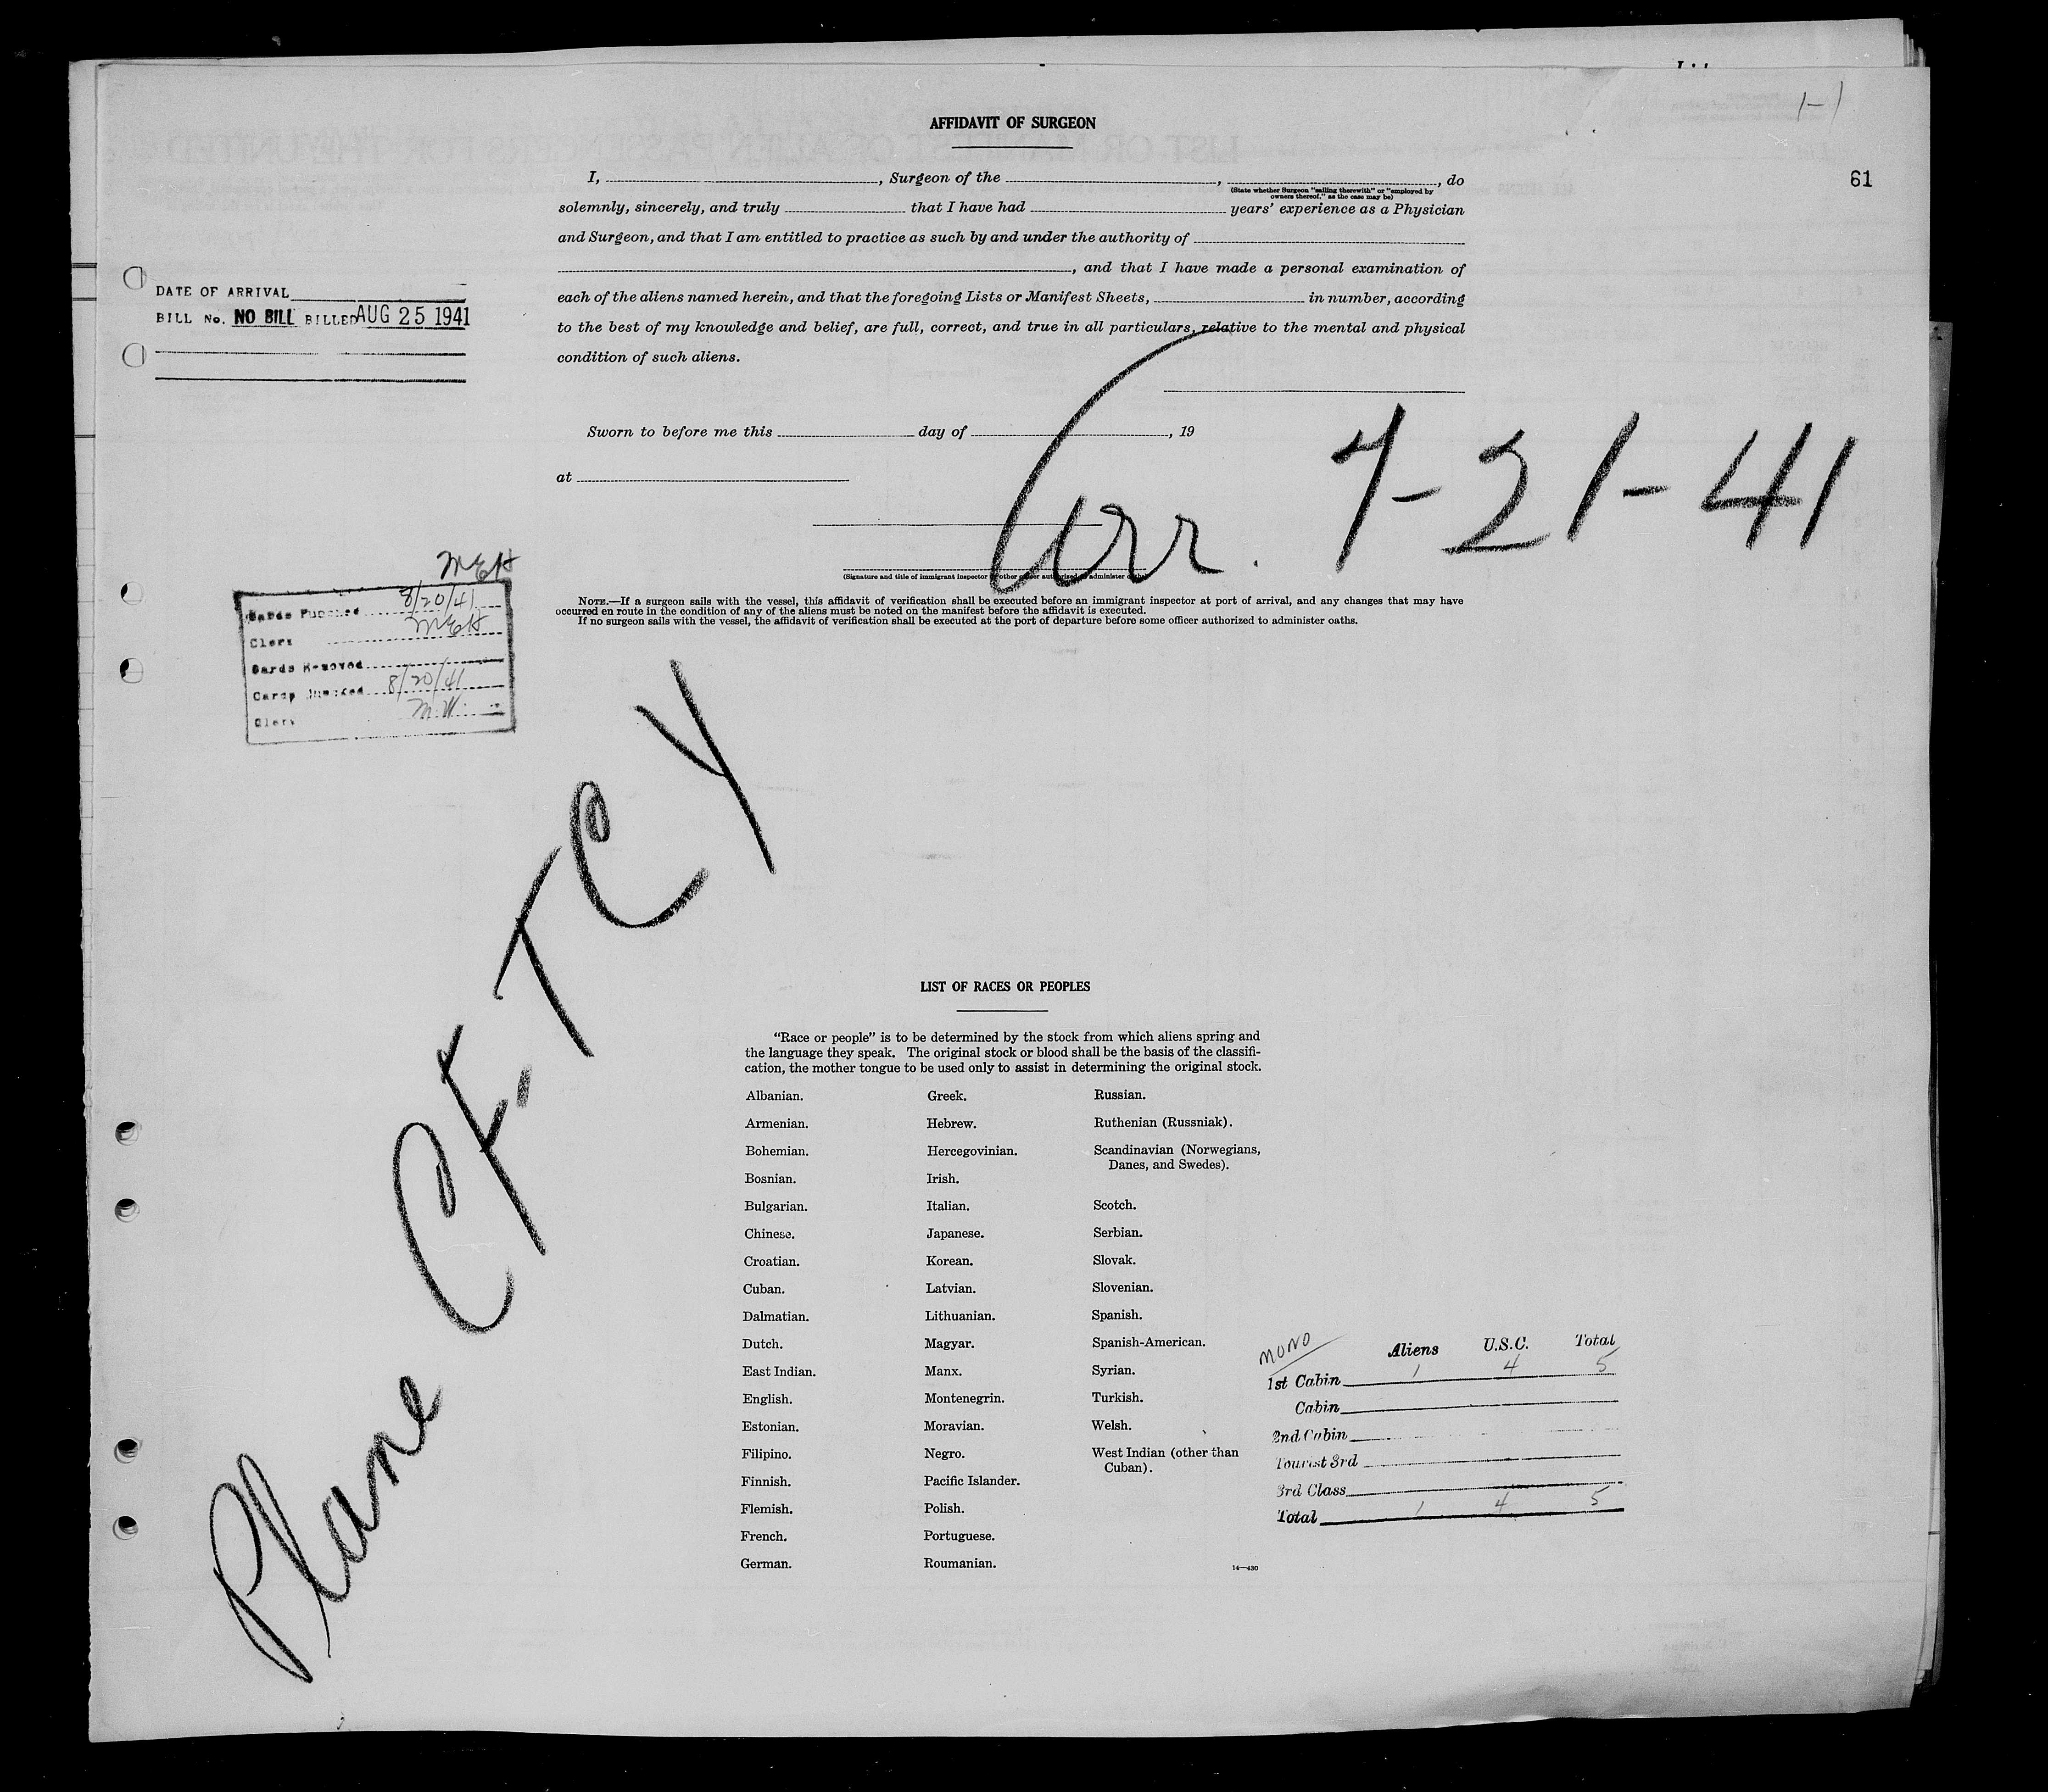 1-1
AFFIDAVIT OF SURGEON
61
I, , Surgeon of the , , do
(State whether Surgeon "sailing therewith" or "employed by
owners thereof," as the case may be)
solemnly, sincerely, and truly that I have had years' experience as a Physician
and Surgeon, and that I am entitled to practice as such by and under the authority of
, and that I have made a personal examination of
each of the aliens named herein, and that the foregoing Lists or Manifest Sheets, in number, according
to the best of my knowledge and belief, are full, correct, and true in all particulars, relative to the mental and physical
condition of such aliens.
DATE OF ARRIVAL
BILL No. NO BILL BILLED AUG 25 1941
Sworn to before me this day of , 19
at
Arr. 7-21-41
(Signature and title of immigrant inspector or other officer authorized to administer oaths)
NOTE.—If a surgeon sails with the vessel, this affidavit of verification shall be executed before an immigrant inspector at port of arrival, and any changes that may have
occurred en route in the condition of any of the aliens must be noted on the manifest before the affidavit is executed.
If no surgeon sails with the vessel, the affidavit of verification shall be executed at the port of departure before some officer authorized to administer oaths.
MEH
Cards Punched 8/20/41
Clerk MEH
Cards Removed
Cards 8/20/41
Clerk M.W.
Plane CF-TCY
LIST OF RACES OR PEOPLES
"Race or people" is to be determined by the stock from which aliens spring and
the language they speak. The original stock or blood shall be the basis of the classifi-
cation, the mother tongue to be used only to assist in determining the original stock.
Albanian.
Armenian.
Bohemian.
Bosnian.
Bulgarian.
Chinese.
Croatian.
Cuban.
Dalmatian.
Dutch.
East Indian.
English.
Estonian.
Filipino.
Finnish.
Flemish.
French.
German.
Greek.
Hebrew.
Hercegovinian.
Irish.
Italian.
Japanese.
Korean.
Latvian.
Lithuanian.
Magyar.
Manx.
Montenegrin.
Moravian.
Negro.
Pacific Islander.
Polish.
Portuguese.
Roumanian.
Russian.
Ruthenian (Russniak).
Scandinavian (Norwegians,
Danes, and Swedes).
Scotch.
Serbian.
Slovak.
Slovenian.
Spanish.
Spanish-American.
Syrian.
Turkish.
Welsh.
West Indian (other than
Cuban).
14—430
MONO
Aliens U.S.C. Total
1st Cabin 1 4 5
Cabin
2nd Cabin
Tourist 3rd
3rd Class
Total 1 4 5